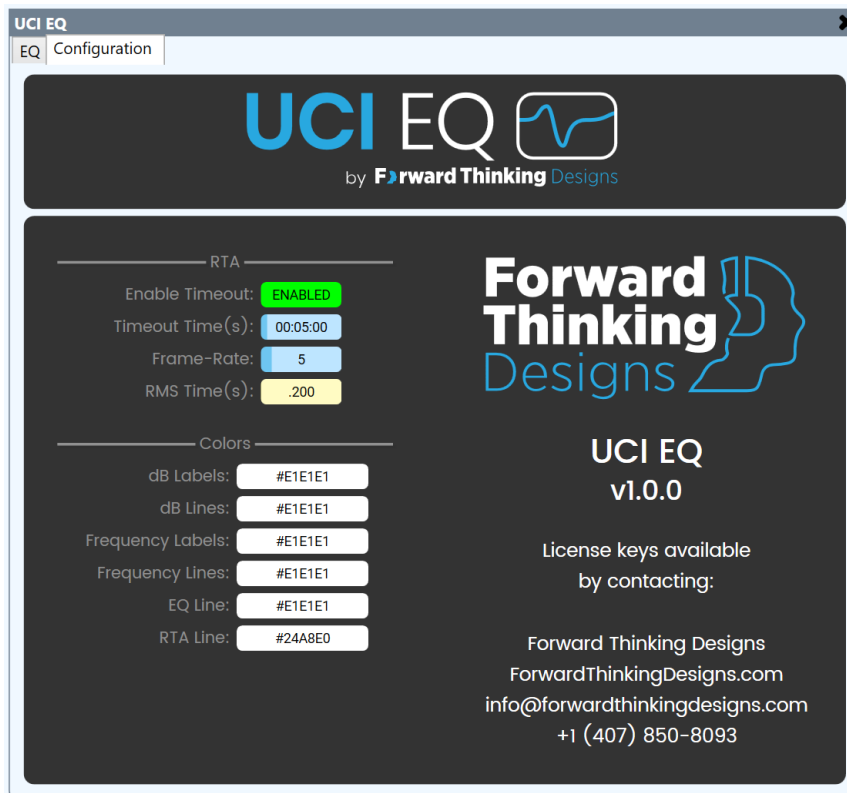 UCI EQ
EQ Configuration
UCI EQ
by Forward Thinking Designs
RTA
Enable Timeout: ENABLED
Timeout Time(s): 00:05:00
Frame-Rate: 5
RMS Time(s): .200
Colors
dB Labels: #E1E1E1
dB Lines: #E1E1E1
Frequency Labels: #E1E1E1
Frequency Lines: #E1E1E1
EQ Line: #E1E1E1
RTA Line: #24A8E0
Forward
Thinking
Designs
UCI EQ
v1.0.0
License keys available
by contacting:
Forward Thinking Designs
ForwardThinkingDesigns.com
info@forwardthinkingdesigns.com
+1 (407) 850-8093